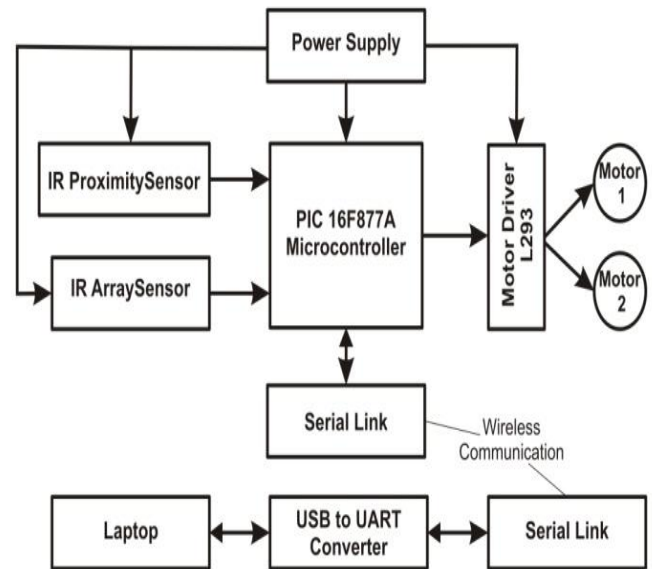 Power Supply
IR ProximitySensor
PIC 16F877A
Microcontroller
Motor Driver
L293
Motor
1
IR ArraySensor
Motor
2
Serial Link
Wireless
Communication
Laptop
USB to UART
Converter
Serial Link